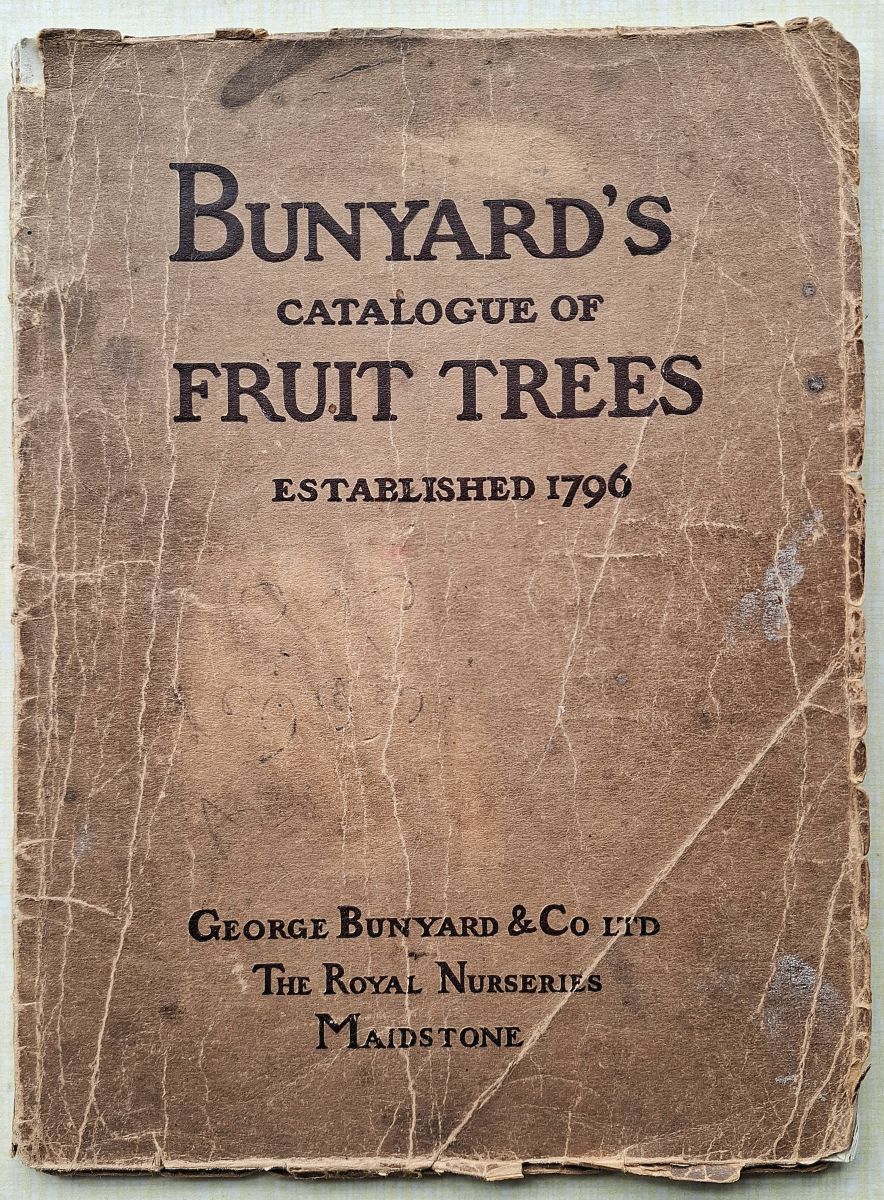 BUNYARD'S
CATALOGUE OF
FRUIT TREES
ESTABLISHED 1796
GEORGE BUNYARD & CO LTD
THE ROYAL NURSERIES
MAIDSTONE